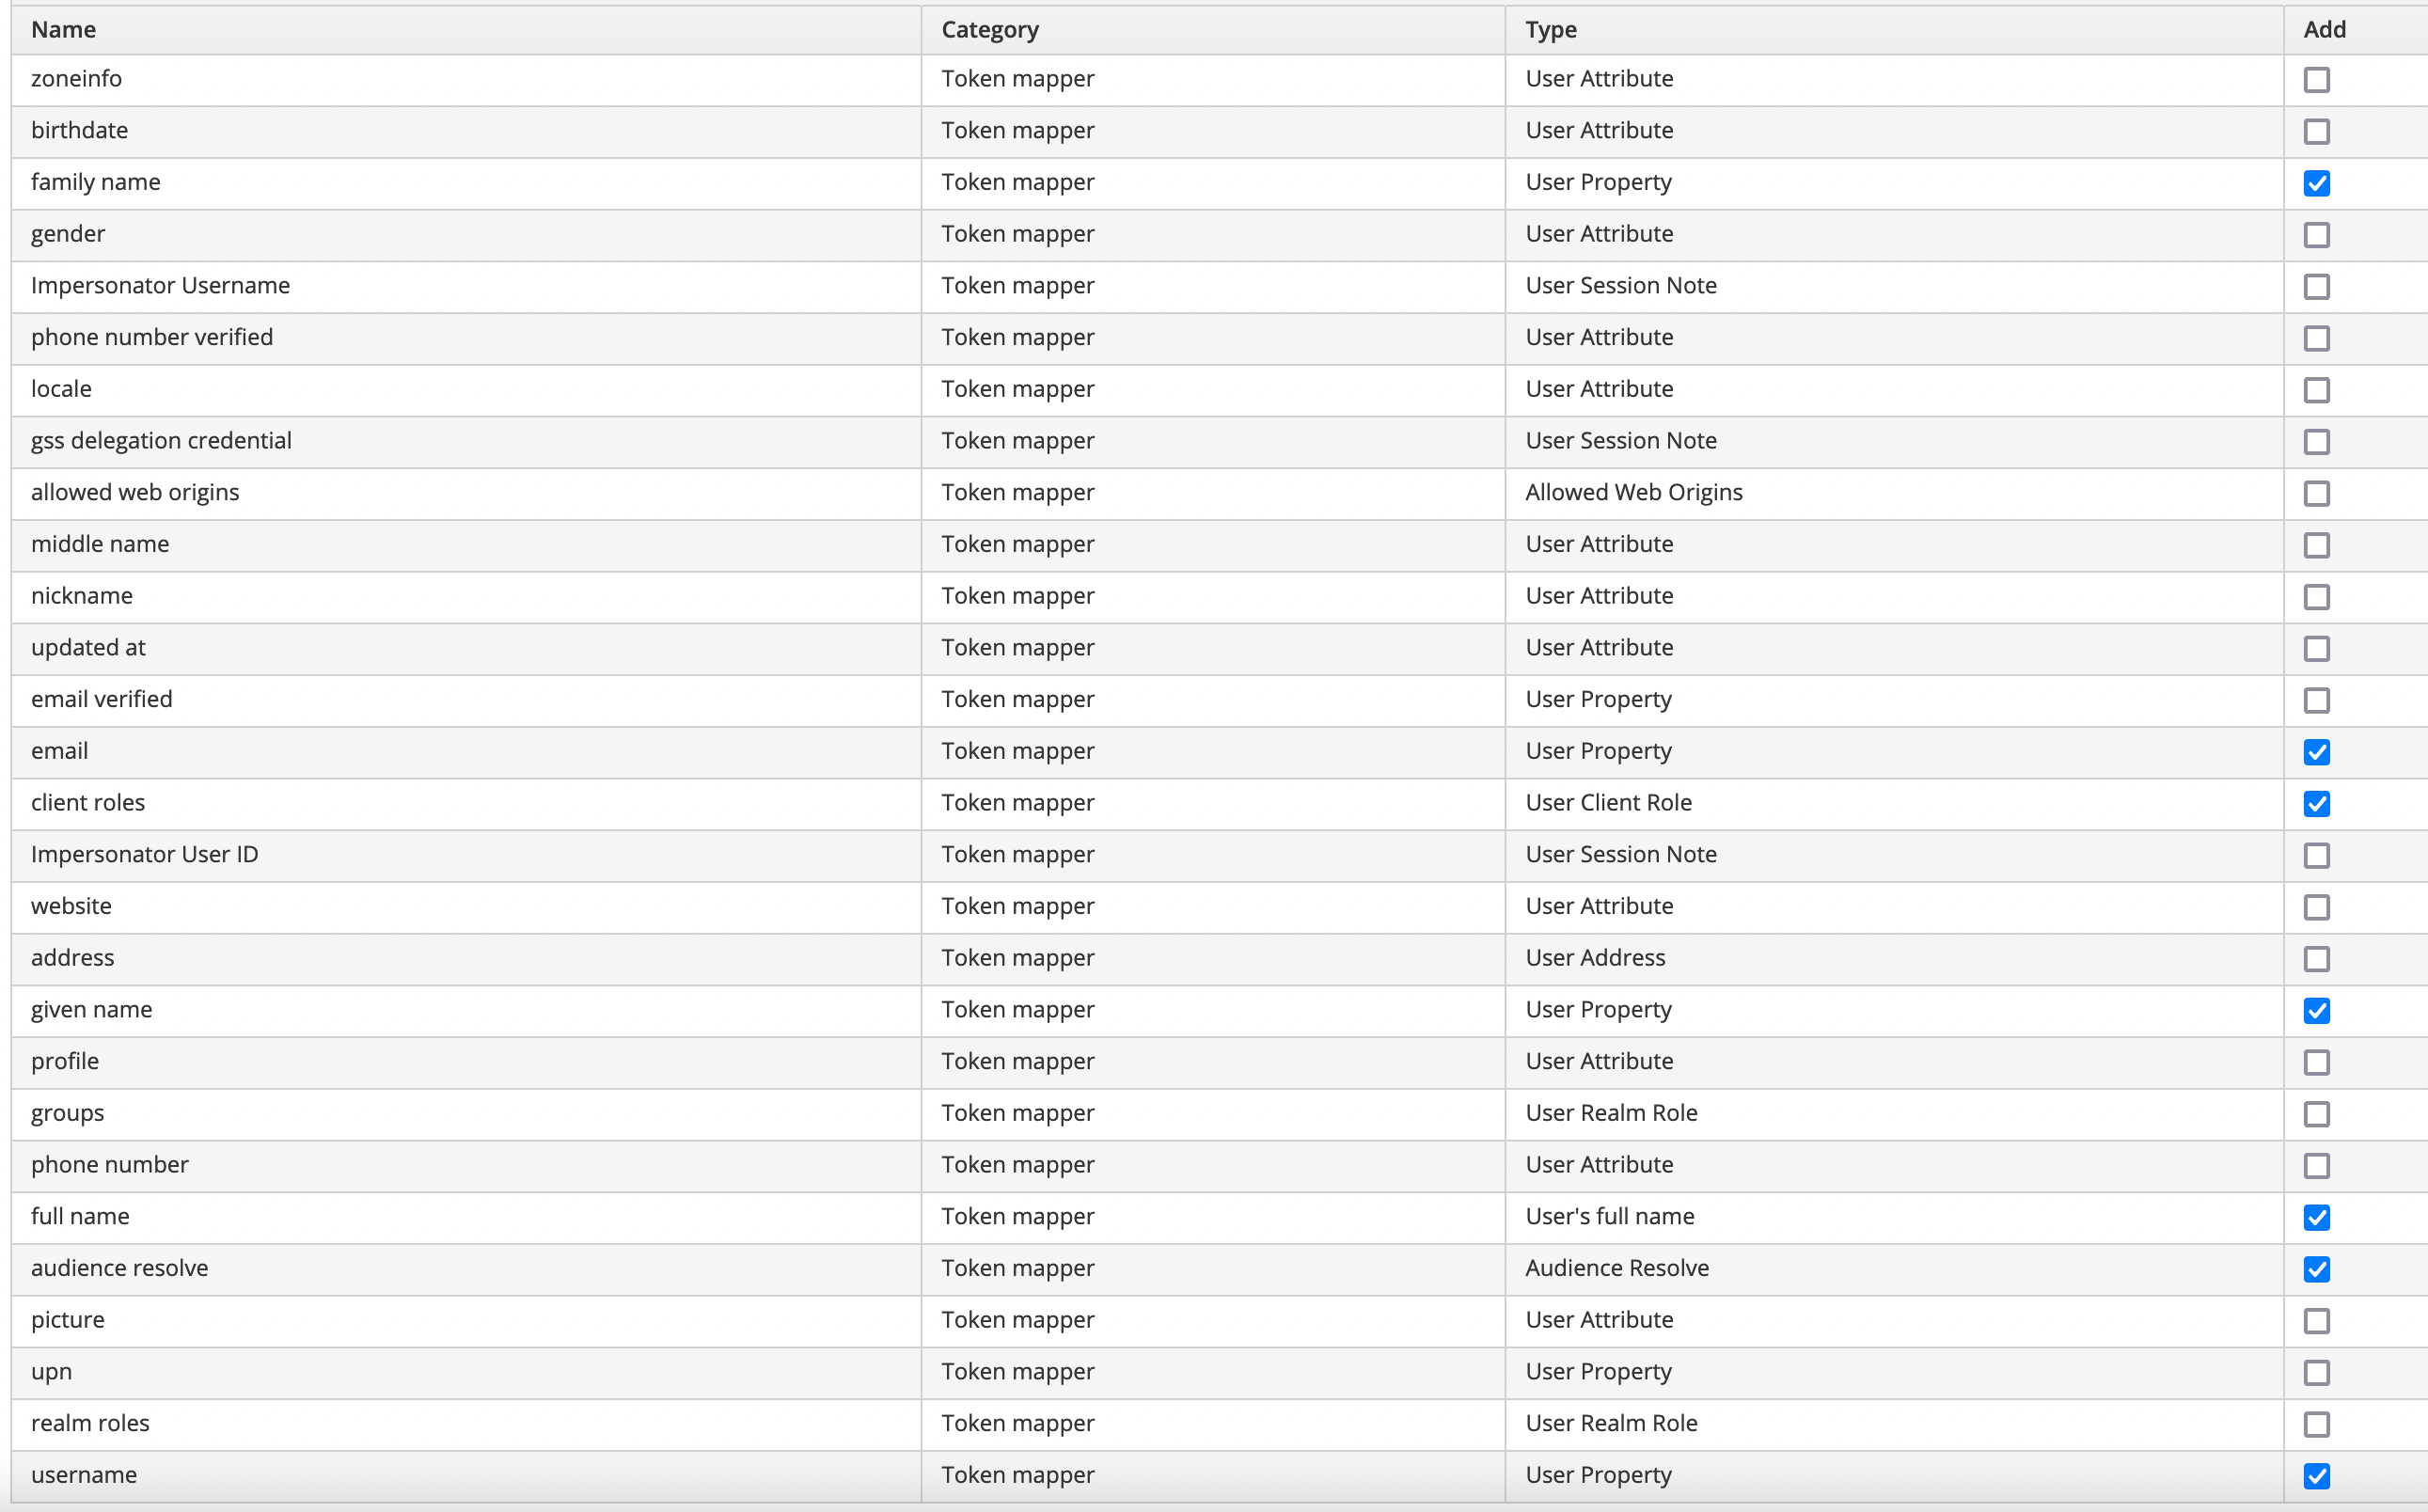 Name Category Type Add
zoneinfo Token mapper User Attribute
birthdate Token mapper User Attribute
family name Token mapper User Property
gender Token mapper User Attribute
Impersonator Username Token mapper User Session Note
phone number verified Token mapper User Attribute
locale Token mapper User Attribute
gss delegation credential Token mapper User Session Note
allowed web origins Token mapper Allowed Web Origins
middle name Token mapper User Attribute
nickname Token mapper User Attribute
updated at Token mapper User Attribute
email verified Token mapper User Property
email Token mapper User Property
client roles Token mapper User Client Role
Impersonator User ID Token mapper User Session Note
website Token mapper User Attribute
address Token mapper User Address
given name Token mapper User Property
profile Token mapper User Attribute
groups Token mapper User Realm Role
phone number Token mapper User Attribute
full name Token mapper User's full name
audience resolve Token mapper Audience Resolve
picture Token mapper User Attribute
upn Token mapper User Property
realm roles Token mapper User Realm Role
username Token mapper User Property